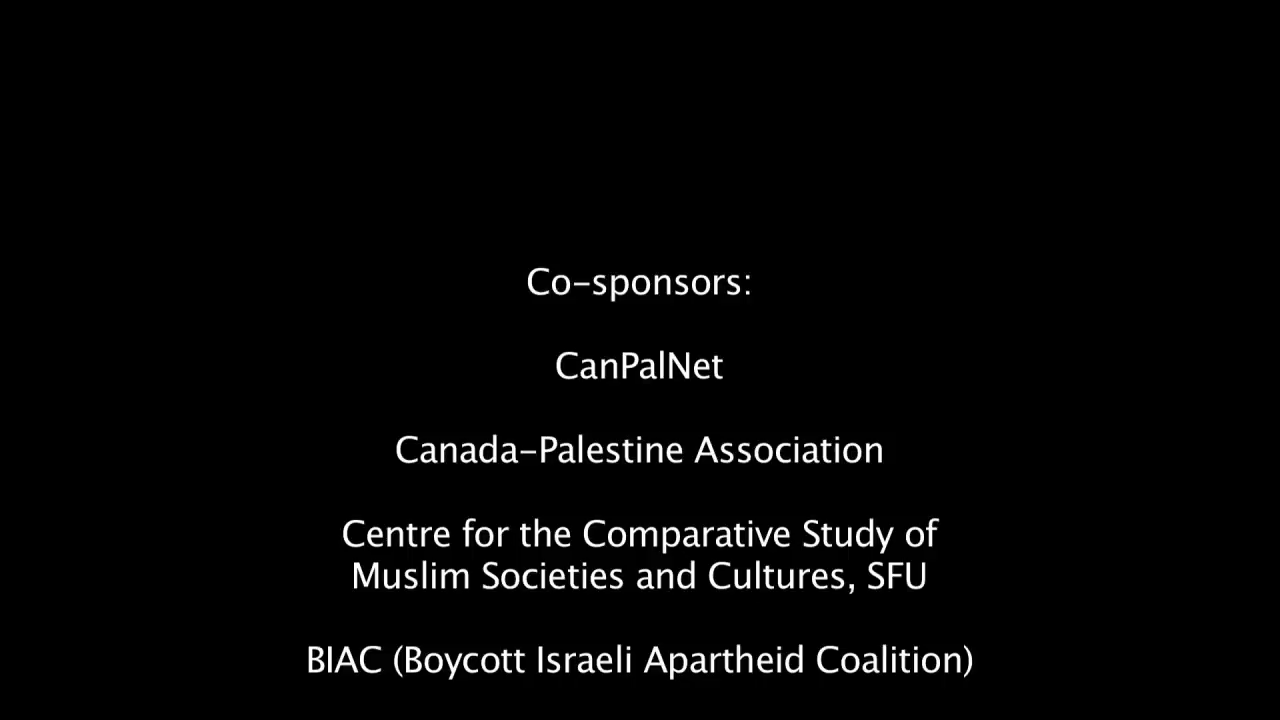 Co-sponsors:
CanPalNet
Canada-Palestine Association
Centre for the Comparative Study of
Muslim Societies and Cultures, SFU
BIAC (Boycott Israeli Apartheid Coalition)